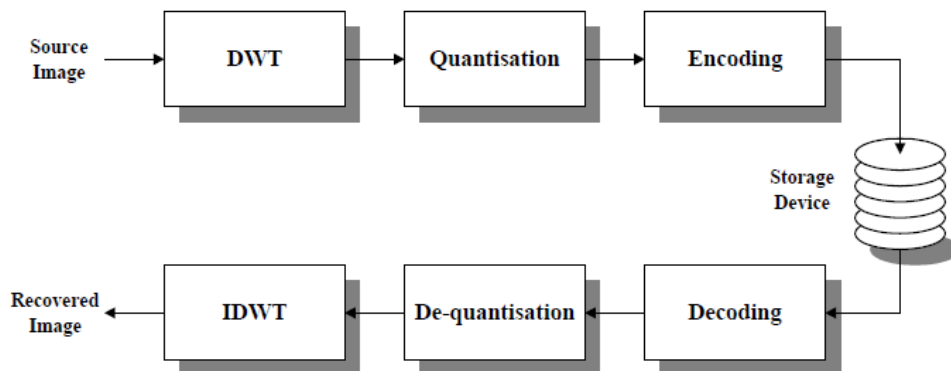 Source
Image
DWT
Quantisation
Encoding
Storage
Device
Recovered
Image
IDWT
De-quantisation
Decoding